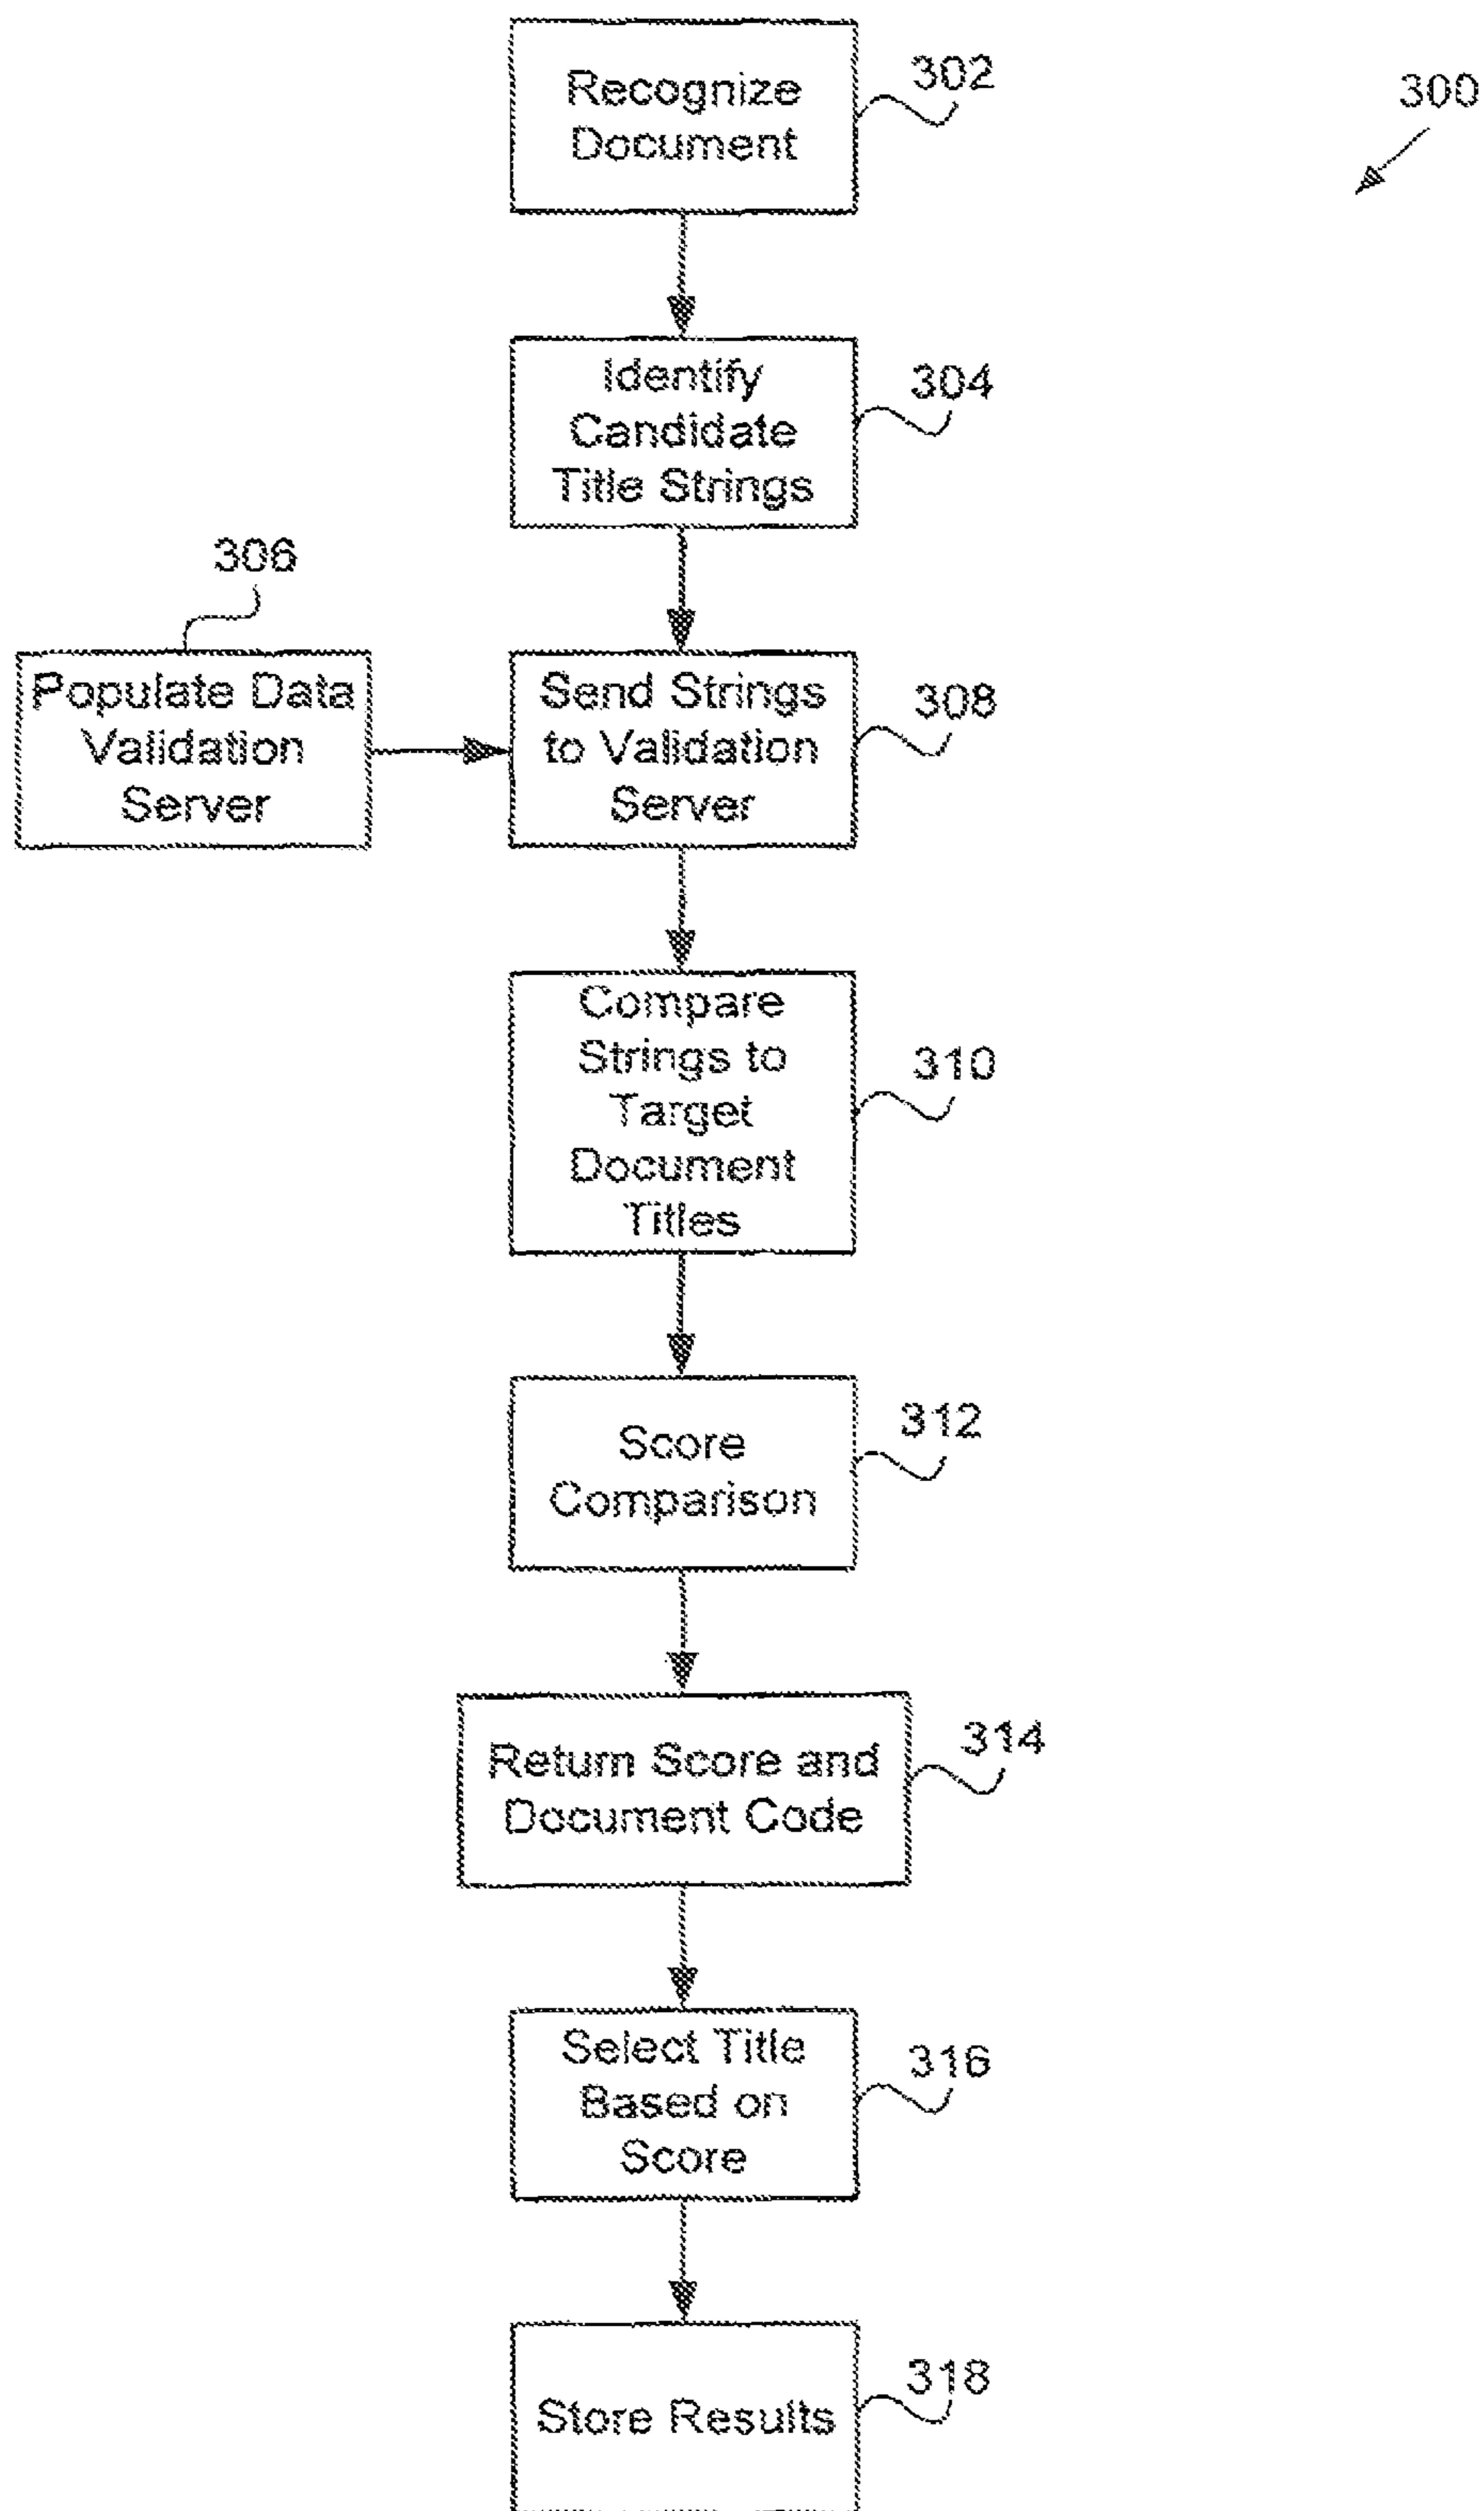 Recognize
Document
302
300
Identify
Candidate
Title Strings
304
306
Populate Data
Validation
Server
Send Strings
to Validation
Server
308
Compare
Strings to
Target
Document
Titles
310
Score
Comparison
312
Return Score and
Document Code
314
Select Title
Based on
Score
316
Store Results
318